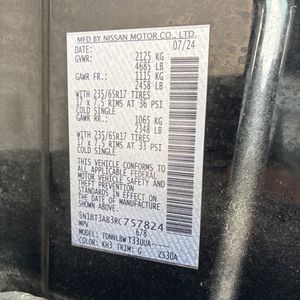 MFD BY NISSAN MOTOR CO., LTD.
DATE: 07/24
GVWR: 2125 KG
4685 LB
GAWR FR: 1115 KG
2458 LB
WITH 235/65R17 TIRES
17 x 7.5 RIMS AT 36 PSI
COLD SINGLE
GAWR RR: 1065 KG
2348 LB
WITH 235/65R17 TIRES
17 x 7.5 RIMS AT 33 PSI
COLD SINGLE
THIS VEHICLE CONFORMS TO
ALL APPLICABLE FEDERAL
MOTOR VEHICLE SAFETY AND
THEFT PREVENTION STANDARDS
IN EFFECT ON THE DATE
OF MANUFACTURE SHOWN ABOVE
5N1BT3AB3RC757824
MPV 678
MODEL: TDNNLBW T33UUA-----
COLOR: KH3 TRIM: G ZS30A